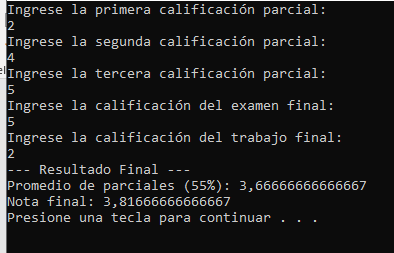 Ingrese la primera calificación parcial:
2
Ingrese la segunda calificación parcial:
4
Ingrese la tercera calificación parcial:
5
Ingrese la calificación del examen final:
5
Ingrese la calificación del trabajo final:
2
--- Resultado Final ---
Promedio de parciales (55%): 3,66666666666667
Nota final: 3,81666666666667
Presione una tecla para continuar . . .